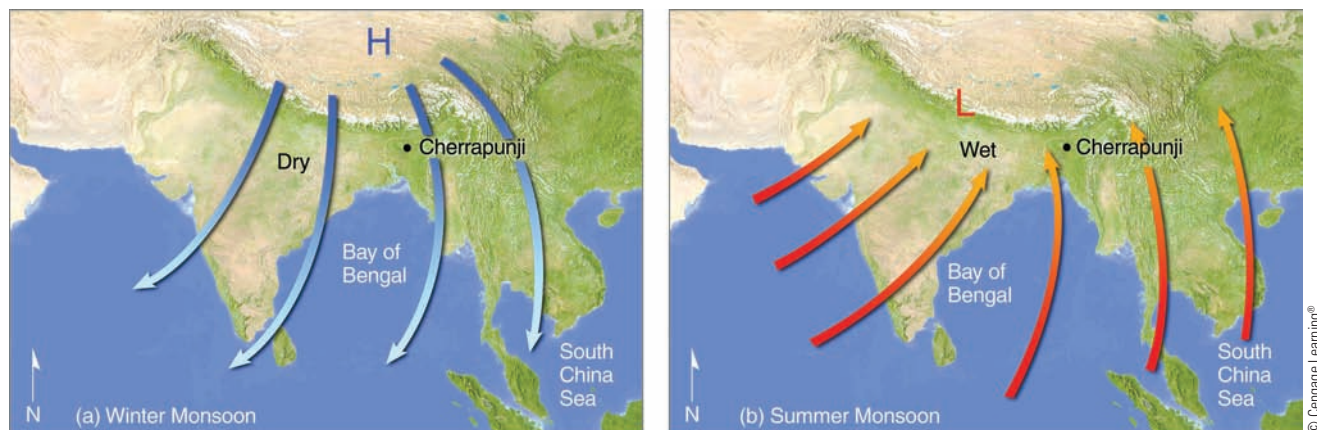 H
Dry
Cherrapunji
Bay of
Bengal
South
China
Sea
N
(a) Winter Monsoon
L
Wet
Cherrapunji
Bay of
Bengal
South
China
Sea
N
(b) Summer Monsoon
© Cengage Learning®